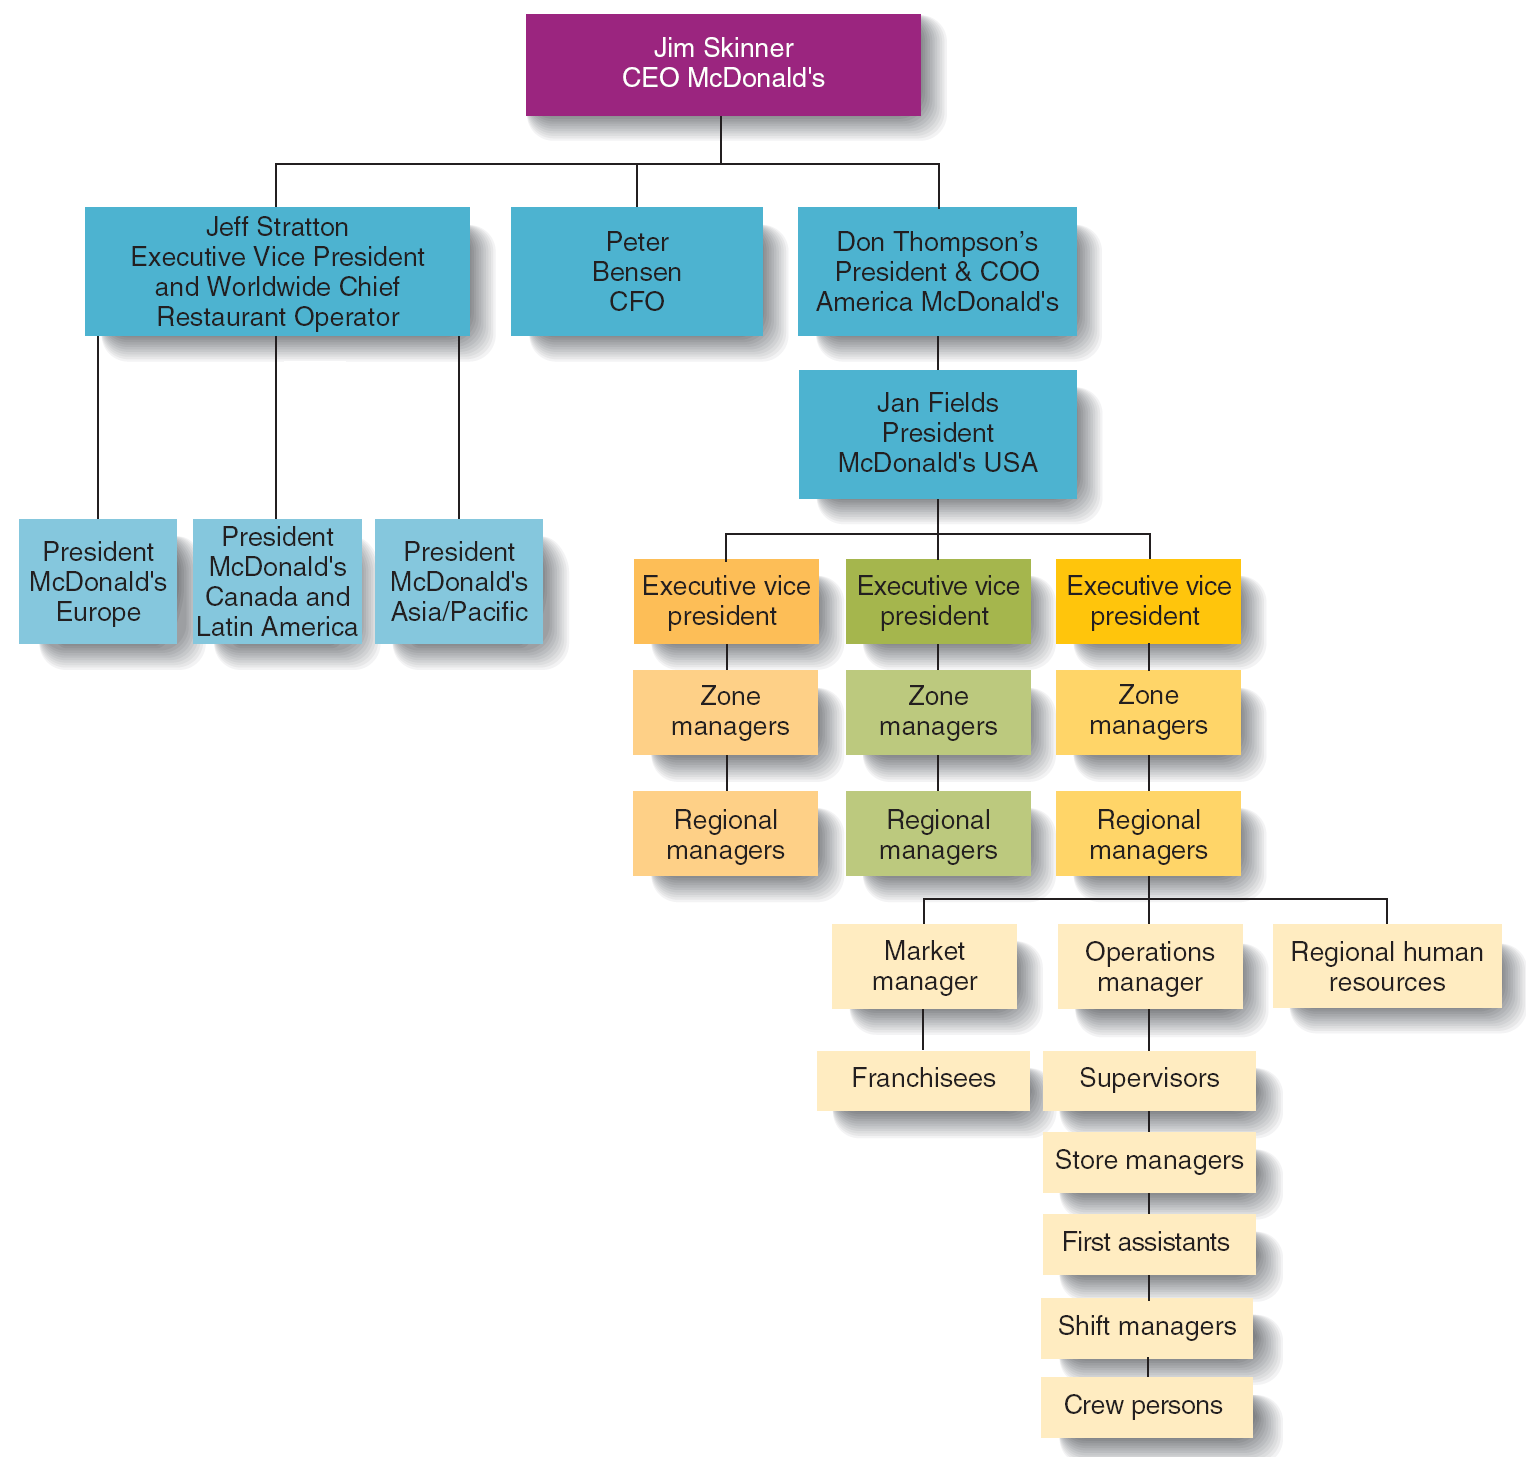 Jim Skinner
CEO McDonald's
Jeff Stratton
Executive Vice President
and Worldwide Chief
Restaurant Operator
Peter
Bensen
CFO
Don Thompson’s
President & COO
America McDonald's
Jan Fields
President
McDonald's USA
President
McDonald's
Europe
President
McDonald's
Canada and
Latin America
President
McDonald's
Asia/Pacific
Executive vice
president
Executive vice
president
Executive vice
president
Zone
managers
Zone
managers
Zone
managers
Regional
managers
Regional
managers
Regional
managers
Market
manager
Operations
manager
Regional human
resources
Franchisees
Supervisors
Store managers
First assistants
Shift managers
Crew persons